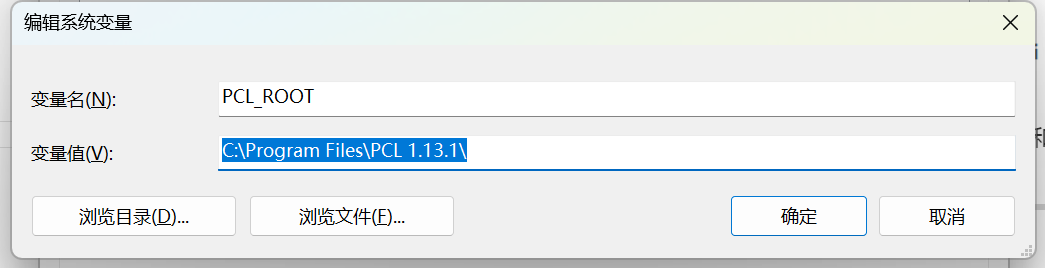 编辑系统变量
变量名(N):
PCL_ROOT
变量值(V):
C:\Program Files\PCL 1.13.1\
浏览目录(D)...
浏览文件(F)...
确定
取消
和